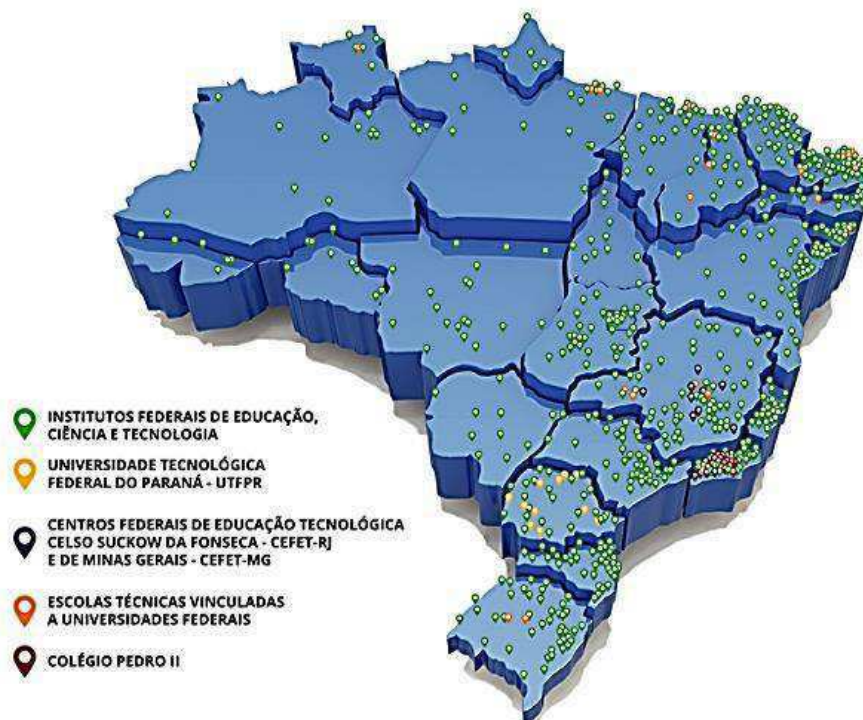 INSTITUTOS FEDERAIS DE EDUCAÇÃO,
CIÊNCIA E TECNOLOGIA
UNIVERSIDADE TECNOLÓGICA
FEDERAL DO PARANÁ - UTFPR
CENTROS FEDERAIS DE EDUCAÇÃO TECNOLÓGICA
CELSO SUCKOW DA FONSECA - CEFET-RJ
E DE MINAS GERAIS - CEFET-MG
ESCOLAS TÉCNICAS VINCULADAS
A UNIVERSIDADES FEDERAIS
COLÉGIO PEDRO II